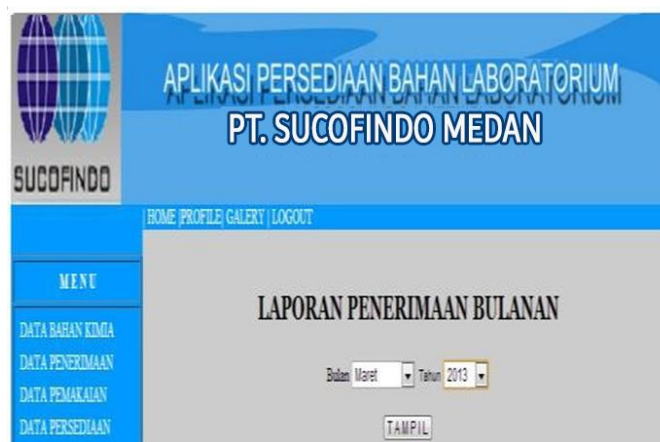 SUCOFINDO
APLIKASI PERSEDIAAN BAHAN LABORATORIUM
PT. SUCOFINDO MEDAN
| HOME |PROFILE| GALERY | LOGOUT
MENU
DATA BAHAN KIMIA
DATA PENERIMAAN
DATA PEMAKAIAN
DATA PERSEDIAAN
LAPORAN PENERIMAAN BULANAN
Bulan Maret Tahun 2013
TAMPIL